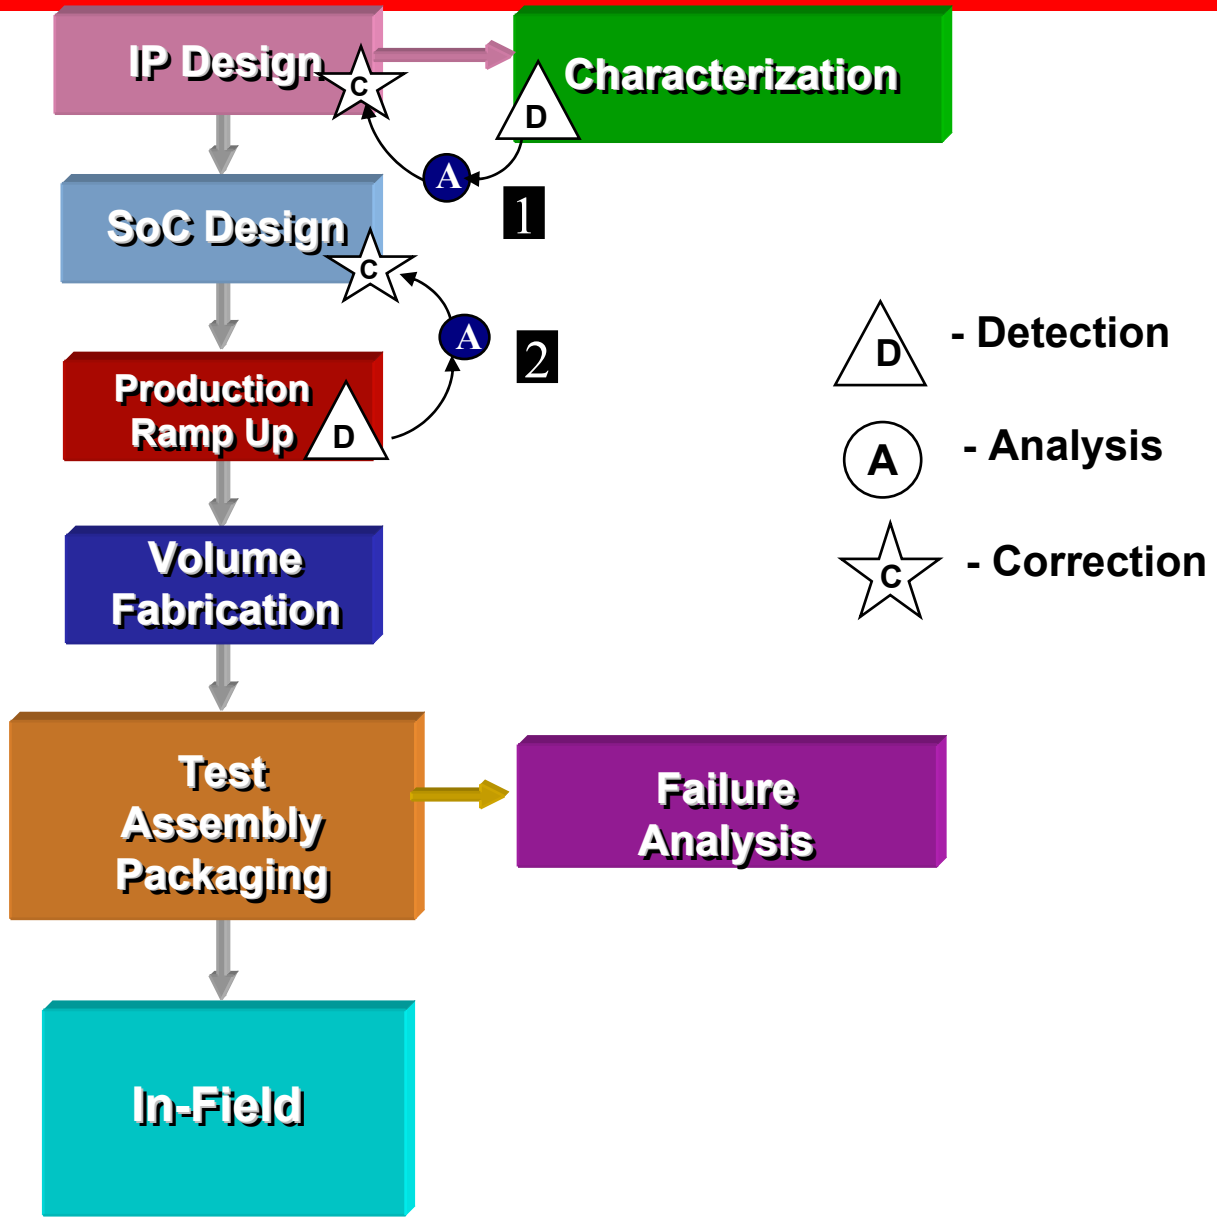 IP Design
C
Characterization
D
A
1
SoC Design
C
A
2
Production
Ramp Up
D
D
- Detection
A
- Analysis
C
- Correction
Volume
Fabrication
Test
Assembly
Packaging
Failure
Analysis
In-Field